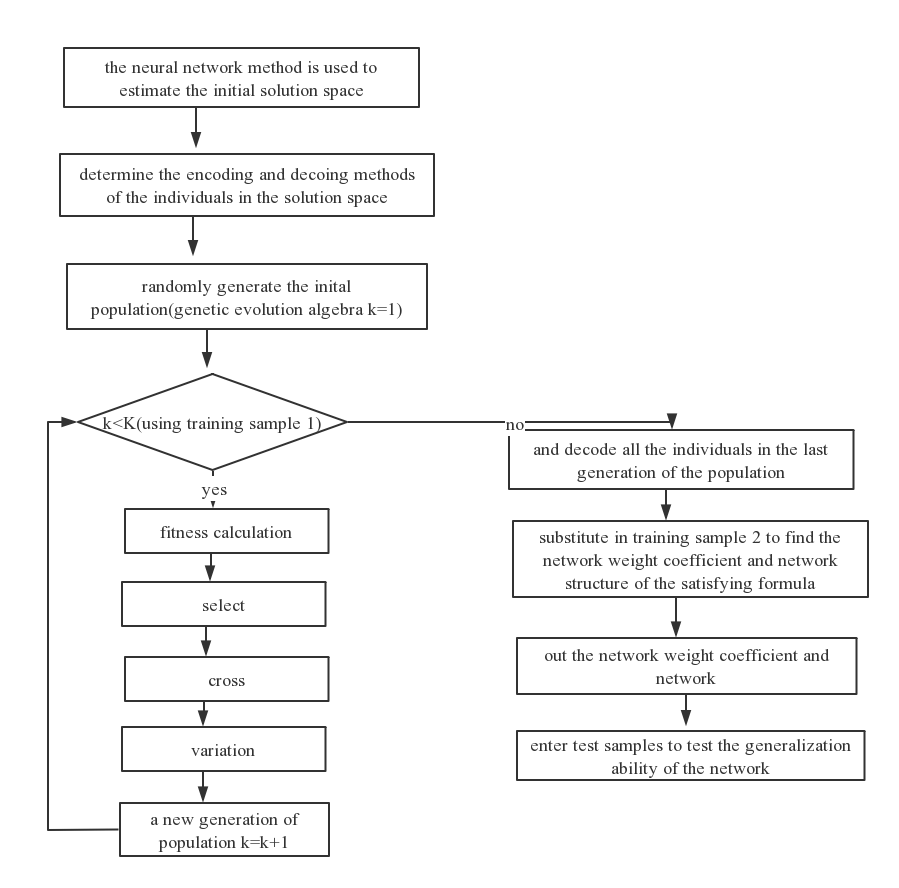 the neural network method is used to
estimate the initial solution space
determine the encoding and decoing methods
of the individuals in the solution space
randomly generate the inital
population(genetic evolution algebra k=1)
k<K(using training sample 1)
yes
fitness calculation
select
cross
variation
a new generation of
population k=k+1
no
and decode all the individuals in the last
generation of the population
substitute in training sample 2 to find the
network weight coefficient and network
structure of the satisfying formula
out the network weight coefficient and
network
enter test samples to test the generalization
ability of the network